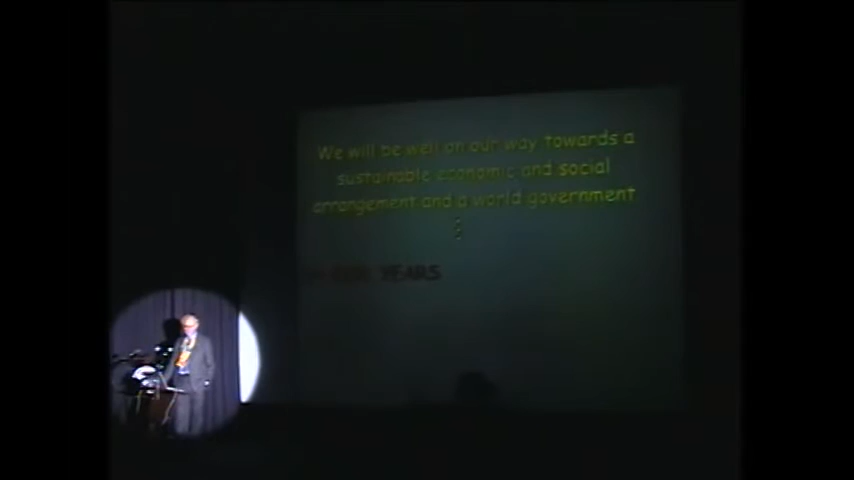 We will be well on our way towards a
sustainable economic and social
arrangement and a world government
:
YEARS